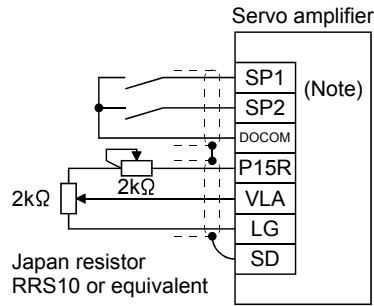 Servo amplifier
SP1
(Note)
SP2
DOCOM
P15R
2kΩ
2kΩ
VLA
LG
SD
Japan resistor
RRS10 or equivalent